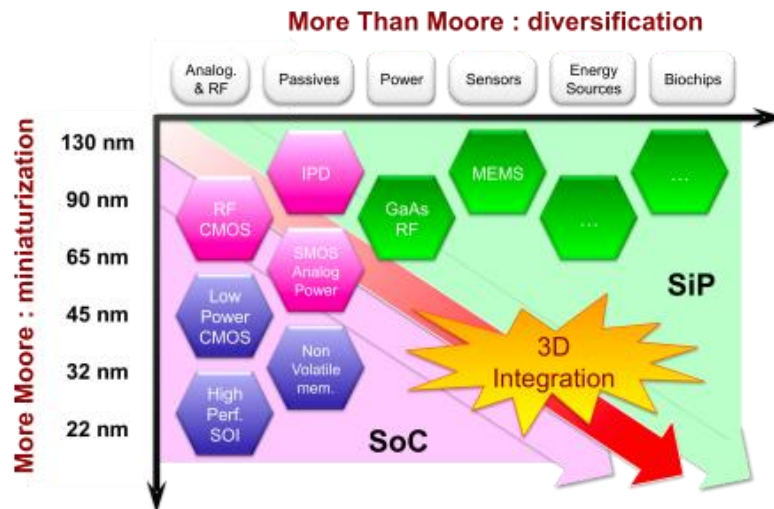 More Than Moore : diversification
Analog.
& RF
Passives
Power
Sensors
Energy
Sources
Biochips
More Moore : miniaturization
130 nm
90 nm
65 nm
45 nm
32 nm
22 nm
IPD
MEMS
...
RF
CMOS
GaAs
RF
...
SMOS
Analog
Power
Low
Power
CMOS
Non
Volatile
mem.
High
Perf.
SOI
SiP
3D
Integration
SoC